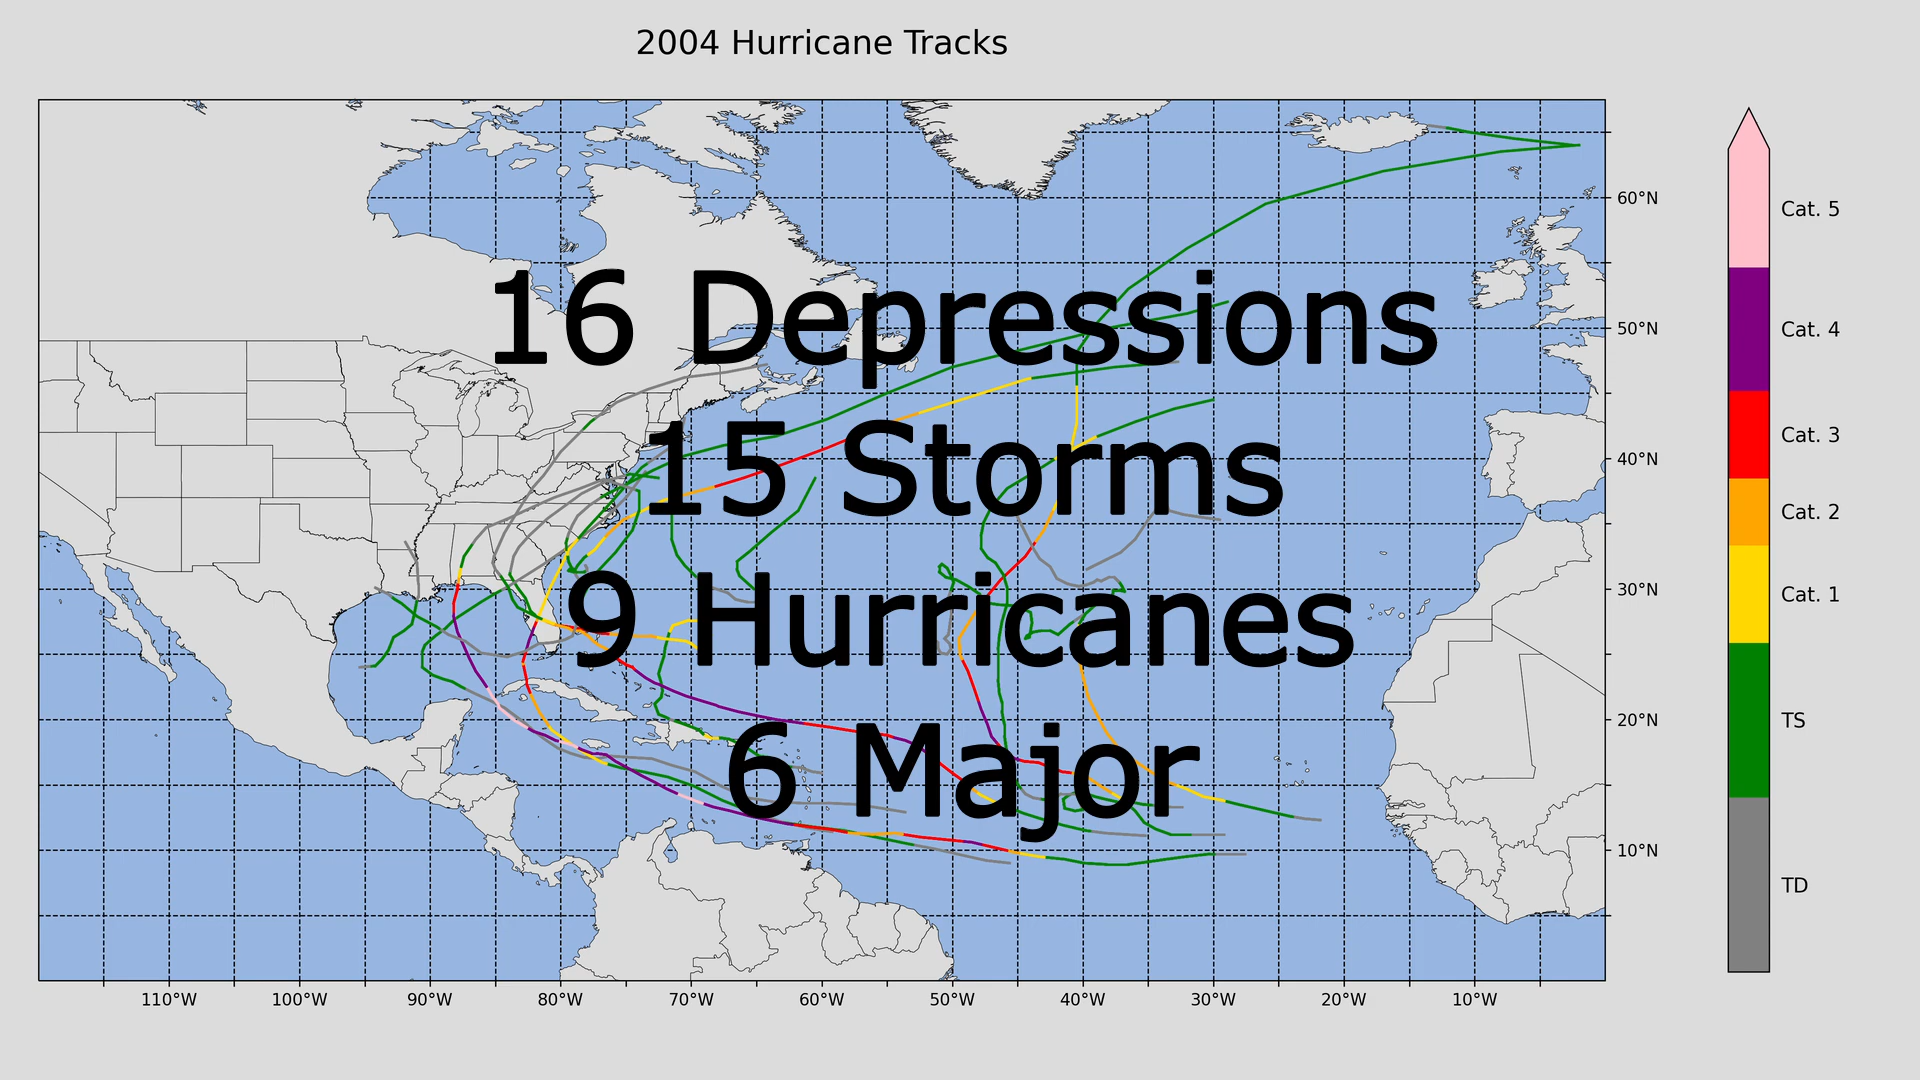 2004 Hurricane Tracks
16 Depressions
15 Storms
9 Hurricanes
6 Major
60°N
50°N
40°N
30°N
20°N
10°N
110°W 100°W 90°W 80°W 70°W 60°W 50°W 40°W 30°W 20°W 10°W
Cat. 5
Cat. 4
Cat. 3
Cat. 2
Cat. 1
TS
TD